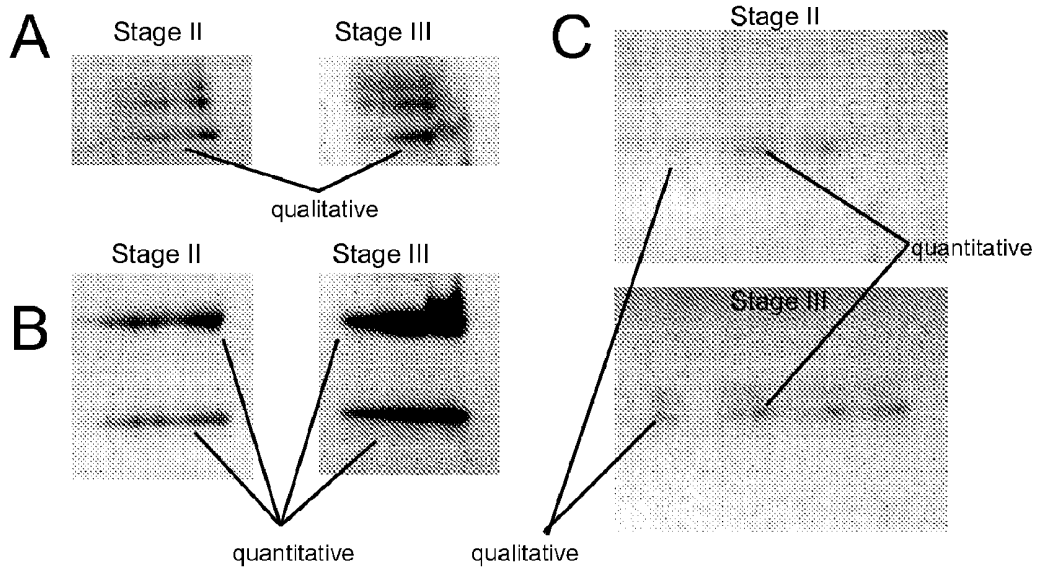 A
Stage II
Stage III
qualitative
Stage II
Stage III
B
quantitative
C
Stage II
quantitative
Stage III
qualitative